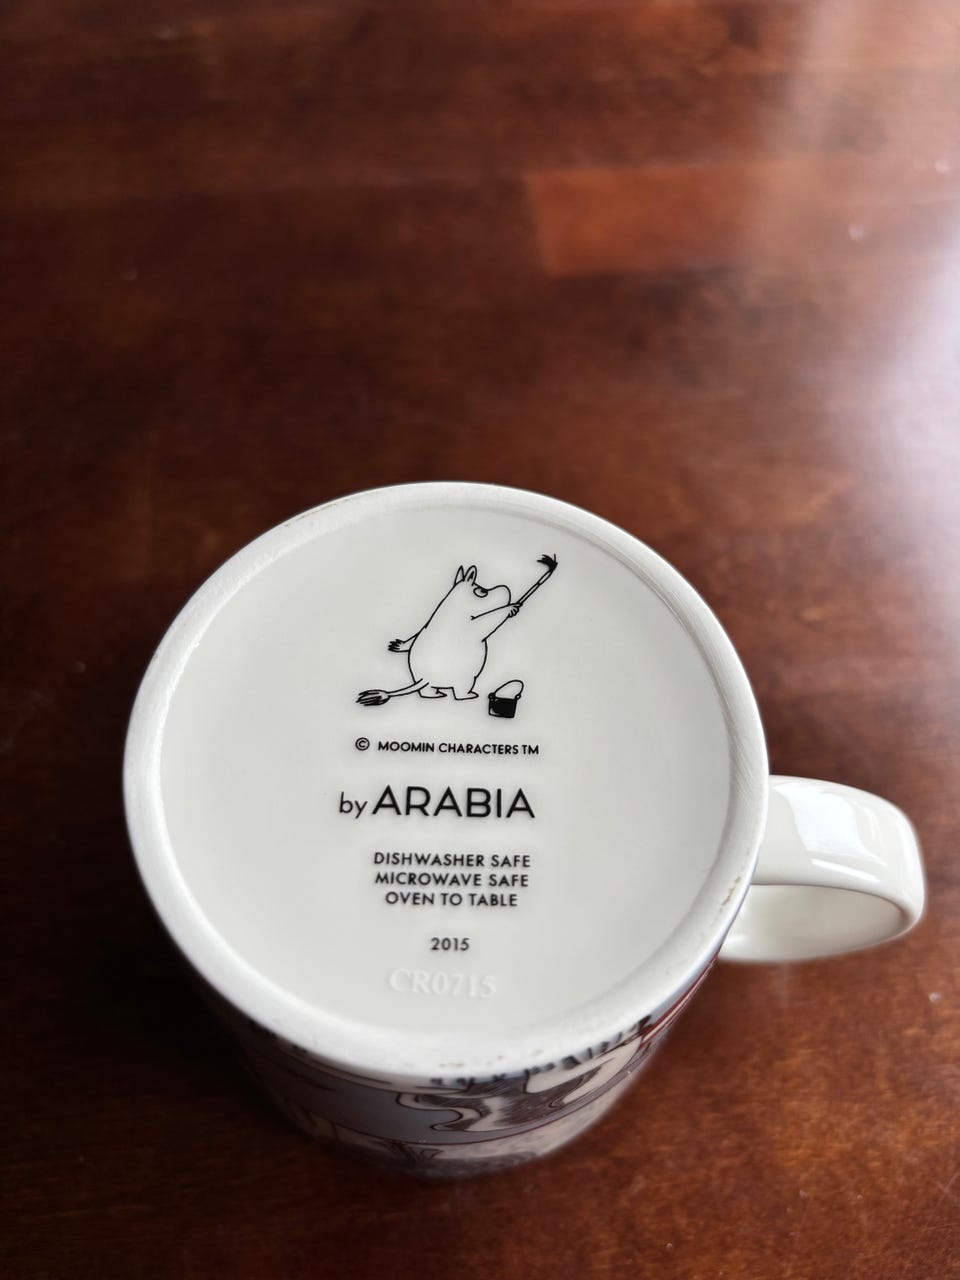 © MOOMIN CHARACTERS TM
by ARABIA
DISHWASHER SAFE
MICROWAVE SAFE
OVEN TO TABLE
2015
CR0715